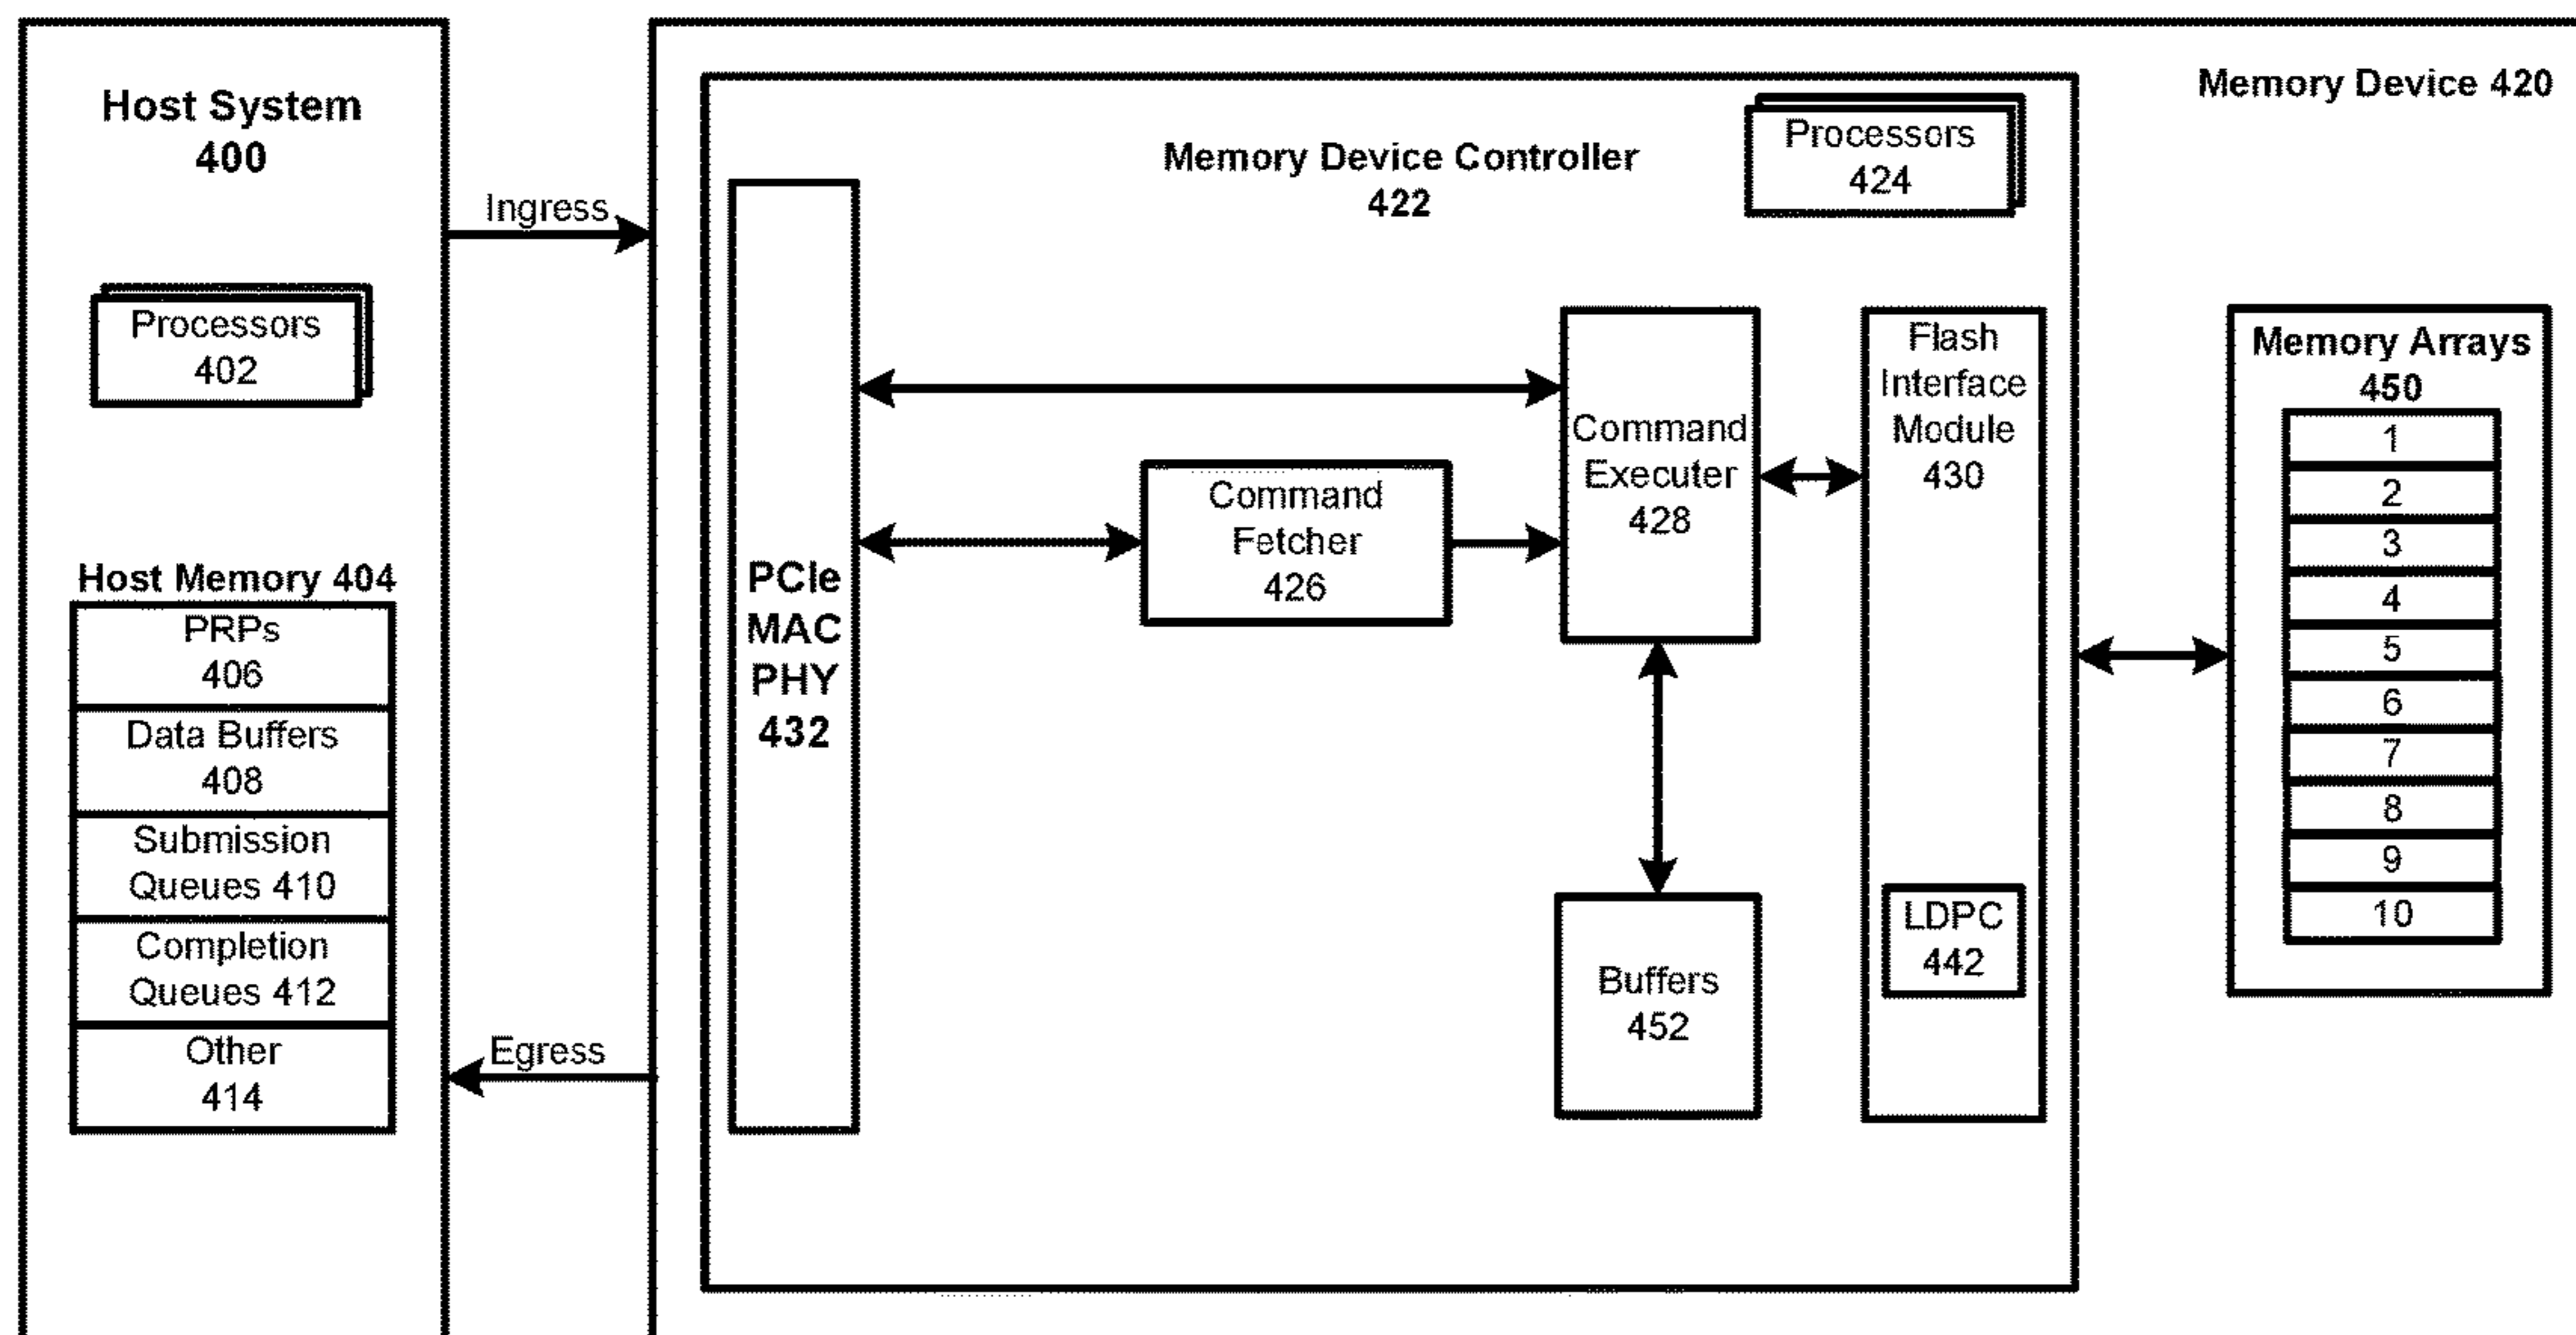 Host System
400
Processors
402
Host Memory 404
PRPs
406
Data Buffers
408
Submission
Queues 410
Completion
Queues 412
Other
414
Ingress
Egress
Memory Device 420
Memory Device Controller
422
Processors
424
PCIe
MAC
PHY
432
Command
Fetcher
426
Command
Executer
428
Buffers
452
Flash
Interface
Module
430
LDPC
442
Memory Arrays
450
1
2
3
4
5
6
7
8
9
10